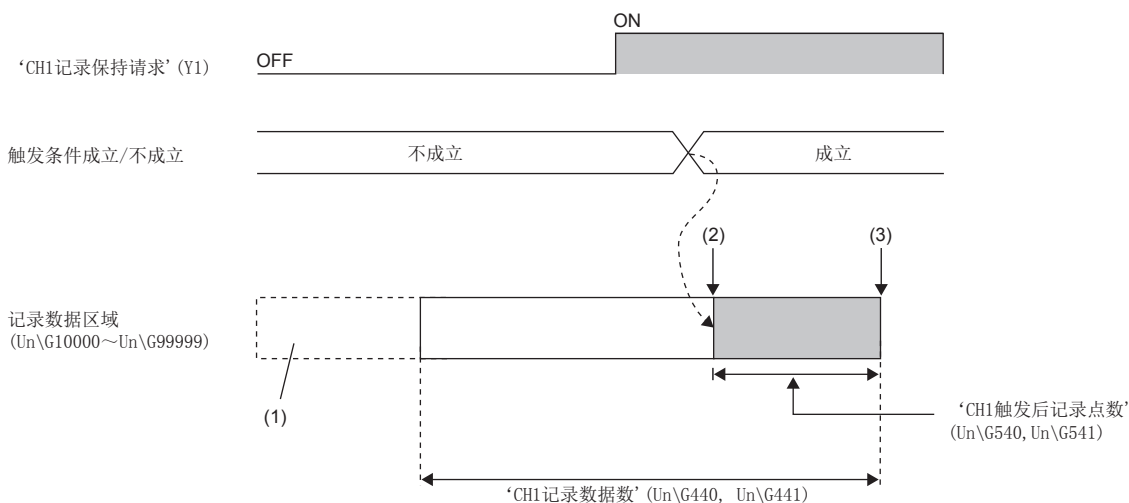 ON
‘CH1记录保持请求’(Y1)
OFF
触发条件成立/不成立
不成立
成立
(2)
(3)
记录数据区域
(Un\G10000～Un\G99999)
(1)
‘CH1触发后记录点数’
(Un\G540,Un\G541)
‘CH1记录数据数’(Un\G440, Un\G441)